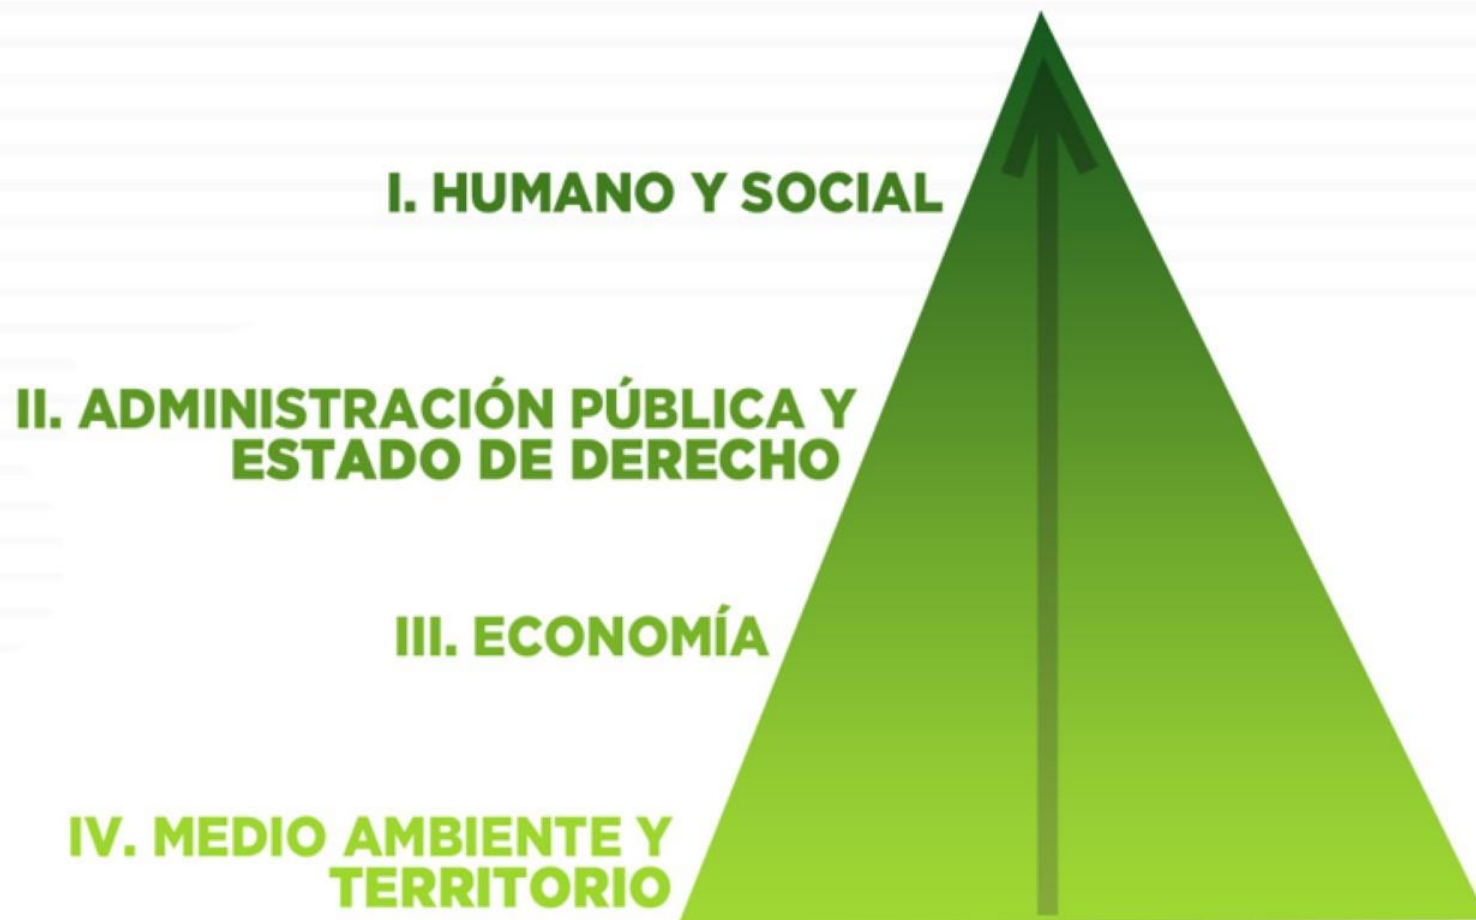 I. HUMANO Y SOCIAL
II. ADMINISTRACIÓN PÚBLICA Y
ESTADO DE DERECHO
III. ECONOMÍA
IV. MEDIO AMBIENTE Y
TERRITORIO